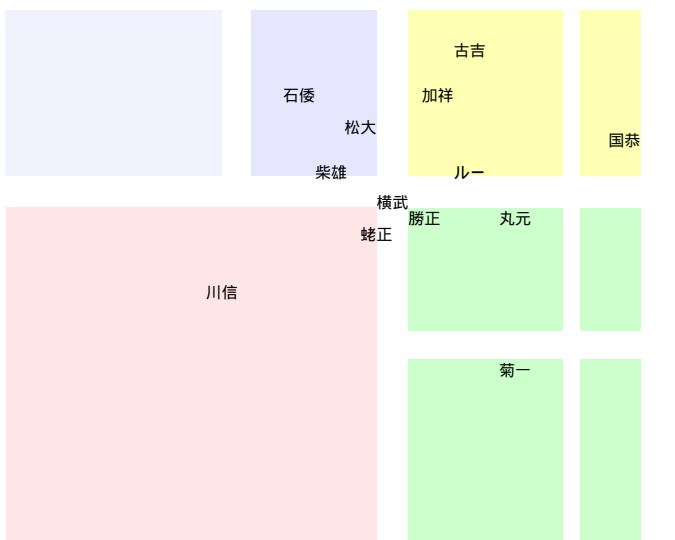 古吉
石倭
加祥
松大
国恭
柴雄
ルー
横武
勝正
丸元
蛯正
川信
菊一